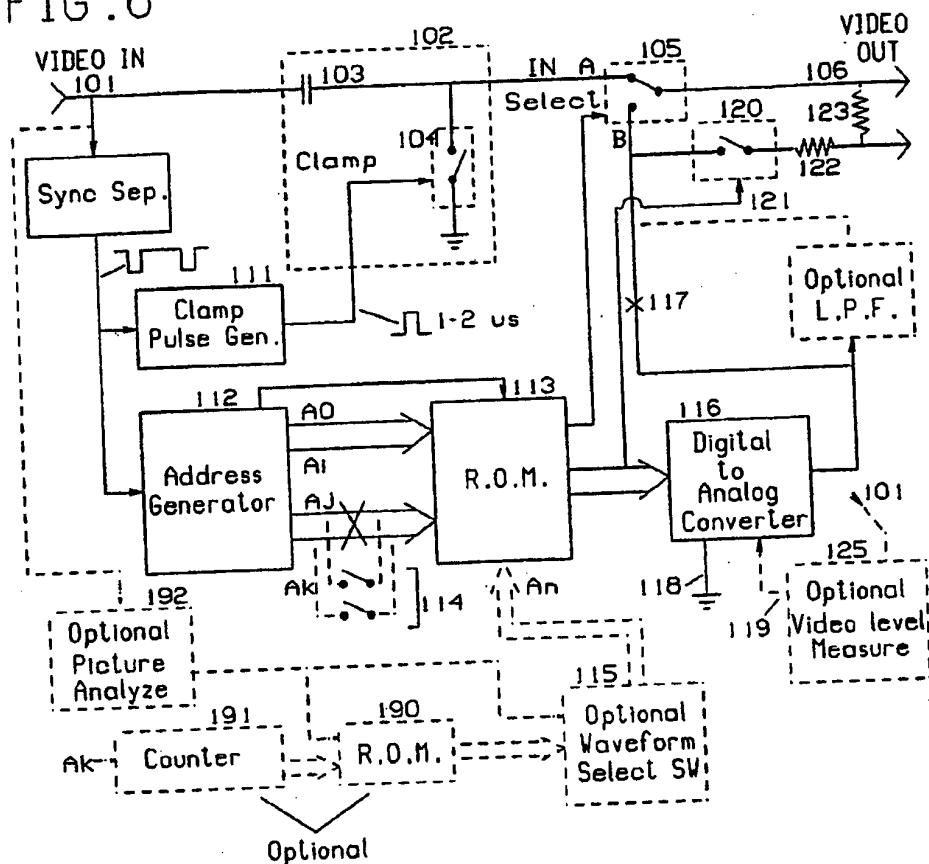 FIG.6
VIDEO IN
101
102
103
104
Clamp
IN A
Select
B
105
106
VIDEO
OUT
120
123
122
121
Sync Sep.
111
Clamp
Pulse Gen.
1-2 us
117
Optional
L.P.F.
112
Address
Generator
A0
Ai
AJ
Ak
114
113
R.O.M.
An
116
Digital
to
Analog
Converter
118
119
101
125
Optional
Video level
Measure
192
Optional
Picture
Analyze
191
Ak
Counter
190
R.O.M.
115
Optional
Waveform
Select SW
Optional